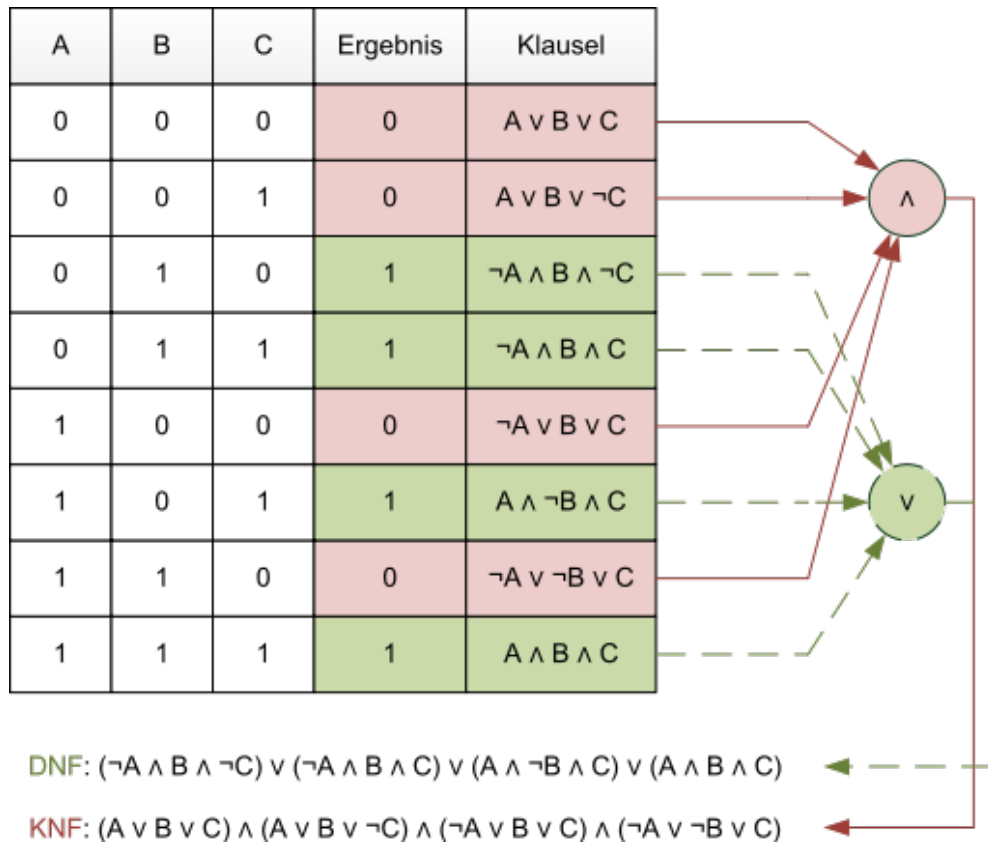 A B C Ergebnis Klausel
0 0 0 0 A ∨ B ∨ C
∧
0 0 1 0 A ∨ B ∨ ¬C
0 1 0 1 ¬A ∧ B ∧ ¬C
0 1 1 1 ¬A ∧ B ∧ C
1 0 0 0 ¬A ∨ B ∨ C
1 0 1 1 A ∧ ¬B ∧ C
∨
1 1 0 0 ¬A ∨ ¬B ∨ C
1 1 1 1 A ∧ B ∧ C
DNF: (¬A ∧ B ∧ ¬C) ∨ (¬A ∧ B ∧ C) ∨ (A ∧ ¬B ∧ C) ∨ (A ∧ B ∧ C)
KNF: (A ∨ B ∨ C) ∧ (A ∨ B ∨ ¬C) ∧ (¬A ∨ B ∨ C) ∧ (¬A ∨ ¬B ∨ C)